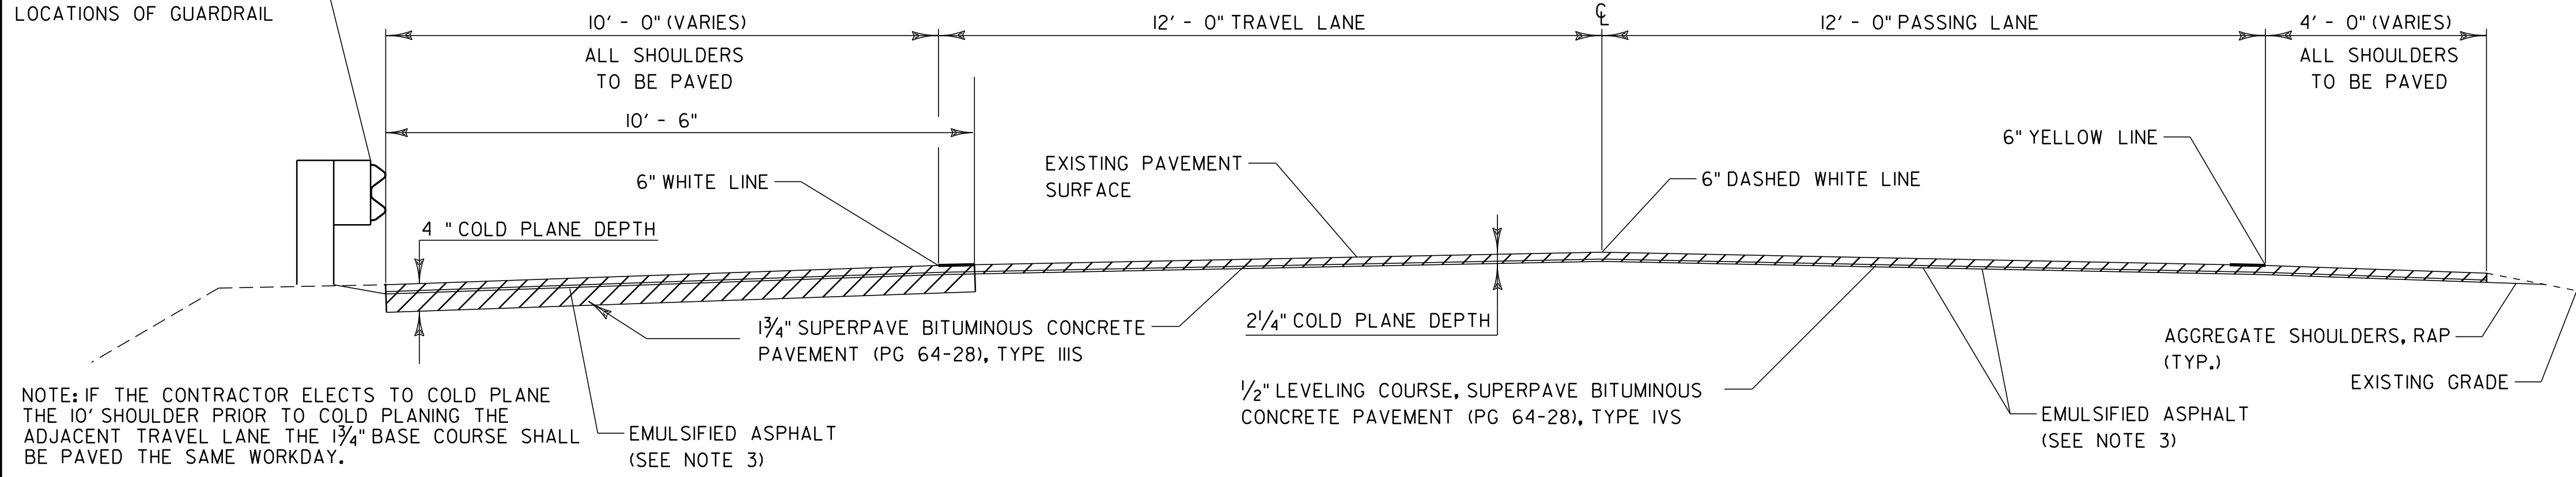 LOCATIONS OF GUARDRAIL
10' - 0" (VARIES)
ALL SHOULDERS
TO BE PAVED
12' - 0" TRAVEL LANE
℄
12' - 0" PASSING LANE
4' - 0" (VARIES)
ALL SHOULDERS
TO BE PAVED
10' - 6"
6" WHITE LINE
EXISTING PAVEMENT
SURFACE
6" DASHED WHITE LINE
6" YELLOW LINE
4 " COLD PLANE DEPTH
1¾" SUPERPAVE BITUMINOUS CONCRETE
PAVEMENT (PG 64-28), TYPE IIIS
2¼" COLD PLANE DEPTH
AGGREGATE SHOULDERS, RAP
(TYP.)
EXISTING GRADE
½" LEVELING COURSE, SUPERPAVE BITUMINOUS
CONCRETE PAVEMENT (PG 64-28), TYPE IVS
EMULSIFIED ASPHALT
(SEE NOTE 3)
NOTE: IF THE CONTRACTOR ELECTS TO COLD PLANE
THE 10' SHOULDER PRIOR TO COLD PLANING THE
ADJACENT TRAVEL LANE THE 1¾" BASE COURSE SHALL
BE PAVED THE SAME WORKDAY.
EMULSIFIED ASPHALT
(SEE NOTE 3)